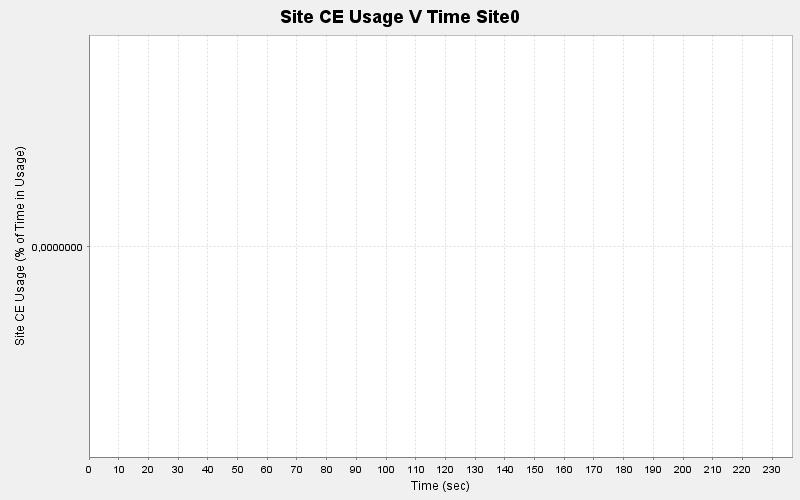 Site CE Usage V Time Site0
Site CE Usage (% of Time in Usage)
0,0000000
0 10 20 30 40 50 60 70 80 90 100 110 120 130 140 150 160 170 180 190 200 210 220 230
Time (sec)